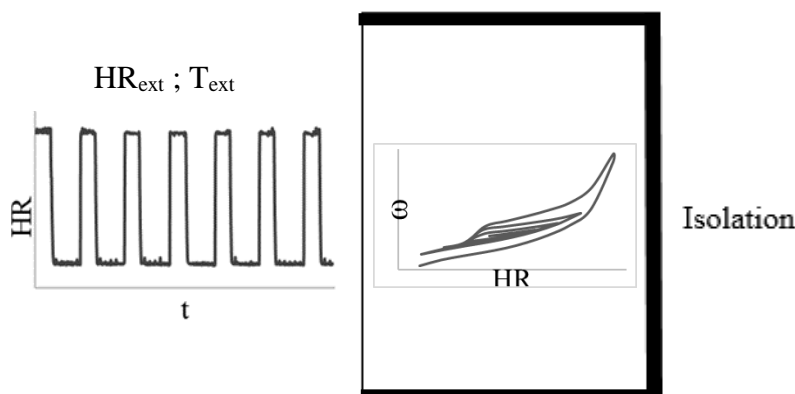 HRext ; Text
HR
t
ω
HR
Isolation